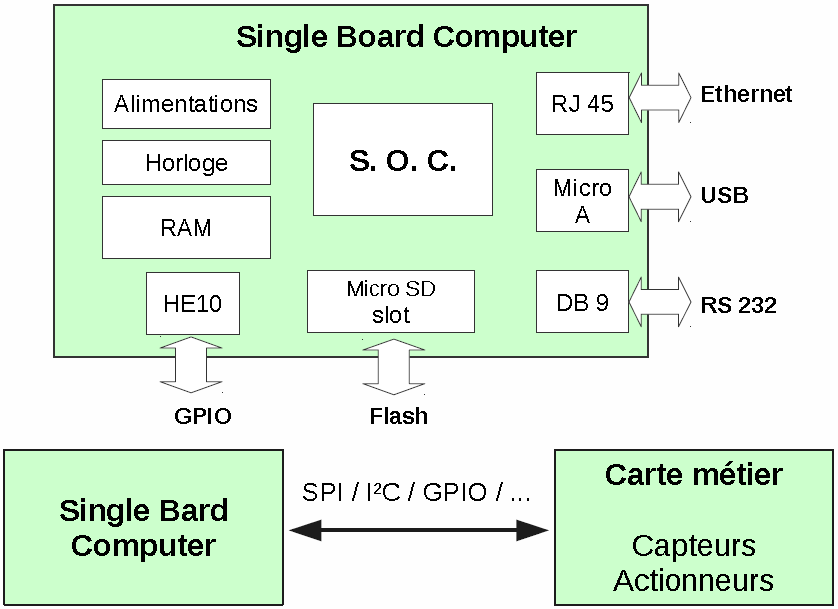 Single Board Computer
Alimentations
Horloge
RAM
HE10
S. O. C.
Micro SD
slot
RJ 45
Micro
A
DB 9
Ethernet
USB
RS 232
GPIO
Flash
Single Bard
Computer
SPI / I²C / GPIO / ...
Carte métier
Capteurs
Actionneurs